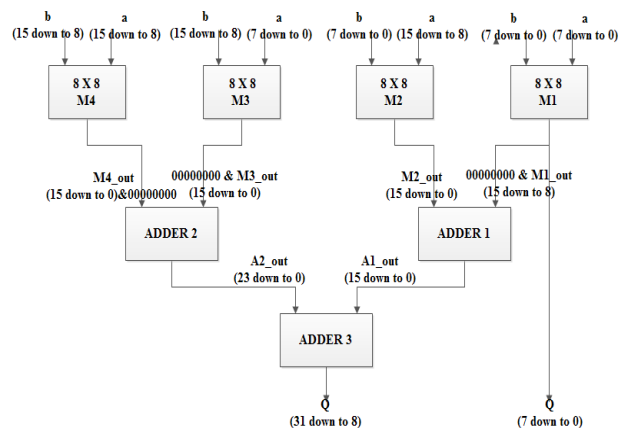 b a b a b a b a
(15 down to 8) (15 down to 8) (15 down to 8) (7 down to 0) (7 down to 0) (15 down to 8) (7 down to 0) (7 down to 0)
8 X 8 8 X 8 8 X 8 8 X 8
M4 M3 M2 M1
M4_out 00000000 & M3_out M2_out 00000000 & M1_out
(15 down to 0)&00000000 (15 down to 0) (15 down to 0) (15 down to 8)
ADDER 2 ADDER 1
A2_out A1_out
(23 down to 0) (15 down to 0)
ADDER 3
Q Q
(31 down to 8) (7 down to 0)